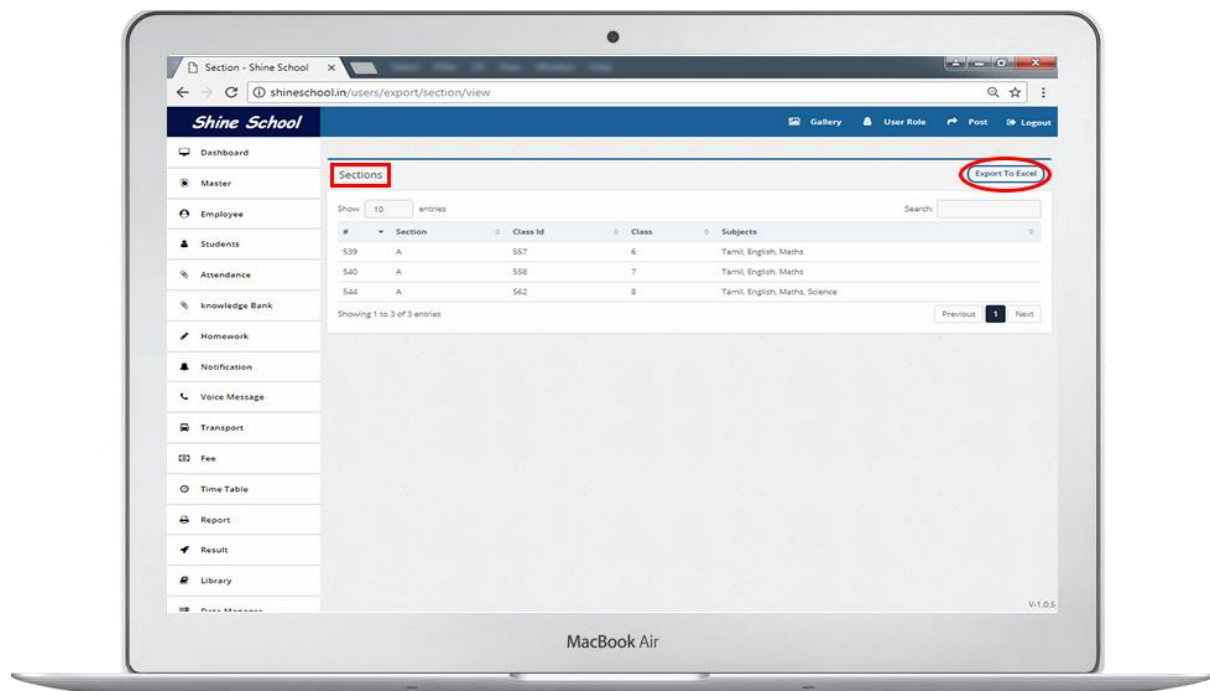 Section - Shine School
shineschool.in/users/export/section/view
Shine School
Gallery User Role Post Logout
Dashboard
Master
Employee
Students
Attendance
knowledge Bank
Homework
Notification
Voice Message
Transport
Fee
Time Table
Report
Result
Library
Data Manager
Sections Export To Excel
Show 10 entries Search:
# Section Class Id Class Subjects
539 A 557 6 Tamil, English, Maths
540 A 558 7 Tamil, English, Maths
544 A 562 8 Tamil, English, Maths, Science
Showing 1 to 3 of 3 entries Previous 1 Next
V-1.0.5
MacBook Air